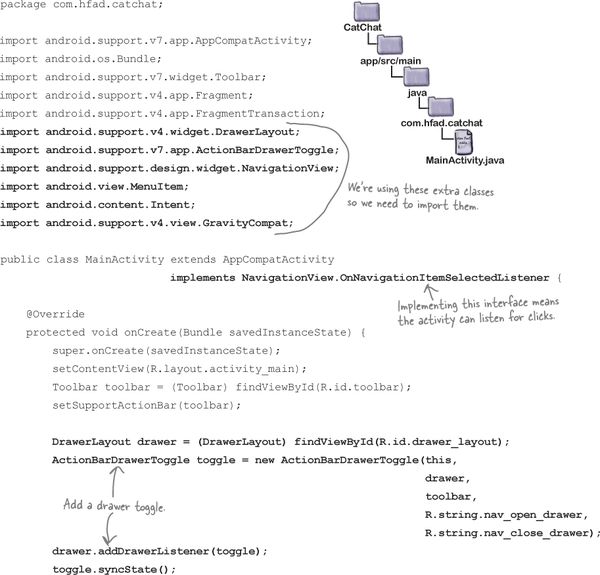 package com.hfad.catchat;
import android.support.v7.app.AppCompatActivity;
import android.os.Bundle;
import android.support.v7.widget.Toolbar;
import android.support.v4.app.Fragment;
import android.support.v4.app.FragmentTransaction;
import android.support.v4.widget.DrawerLayout;
import android.support.v7.app.ActionBarDrawerToggle;
import android.support.design.widget.NavigationView;
import android.view.MenuItem;
import android.content.Intent;
import android.support.v4.view.GravityCompat;
CatChat
app/src/main
java
com.hfad.catchat
MainActivity.java
We're using these extra classes
so we need to import them.
public class MainActivity extends AppCompatActivity
implements NavigationView.OnNavigationItemSelectedListener {
Implementing this interface means
the activity can listen for clicks.
@Override
protected void onCreate(Bundle savedInstanceState) {
super.onCreate(savedInstanceState);
setContentView(R.layout.activity_main);
Toolbar toolbar = (Toolbar) findViewById(R.id.toolbar);
setSupportActionBar(toolbar);
DrawerLayout drawer = (DrawerLayout) findViewById(R.id.drawer_layout);
ActionBarDrawerToggle toggle = new ActionBarDrawerToggle(this,
drawer,
toolbar,
R.string.nav_open_drawer,
R.string.nav_close_drawer);
Add a drawer toggle.
drawer.addDrawerListener(toggle);
toggle.syncState();